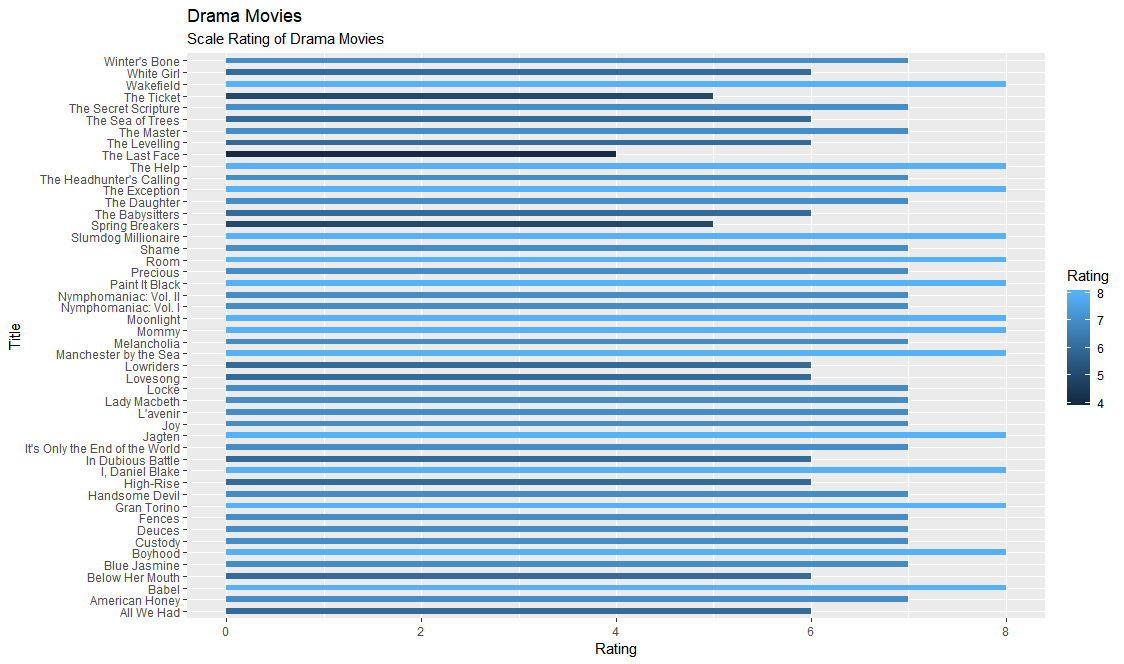 Drama Movies
Scale Rating of Drama Movies
Winter's Bone
White Girl
Wakefield
The Ticket
The Secret Scripture
The Sea of Trees
The Master
The Levelling
The Last Face
The Help
The Headhunter's Calling
The Exception
The Daughter
The Babysitters
Spring Breakers
Slumdog Millionaire
Shame
Room
Precious
Paint It Black
Nymphomaniac: Vol. II
Nymphomaniac: Vol. I
Moonlight
Mommy
Melancholia
Manchester by the Sea
Lowriders
Lovesong
Locke
Lady Macbeth
L'avenir
Joy
Jagten
It's Only the End of the World
In Dubious Battle
I, Daniel Blake
High-Rise
Handsome Devil
Gran Torino
Fences
Deuces
Custody
Boyhood
Blue Jasmine
Below Her Mouth
Babel
American Honey
All We Had
Title
0 2 4 6 8
Rating
Rating
8
7
6
5
4